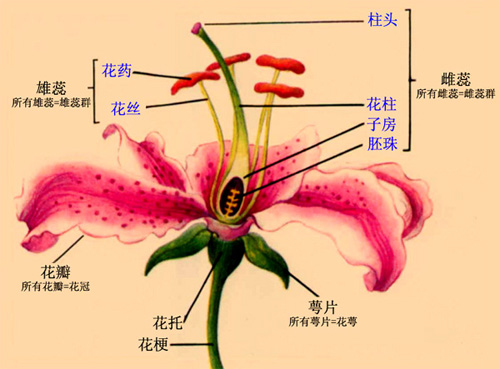 柱头
雄蕊
所有雄蕊=雄蕊群
花药
花丝
雌蕊
所有雌蕊=雌蕊群
花柱
子房
胚珠
花瓣
所有花瓣=花冠
萼片
所有萼片=花萼
花托
花梗